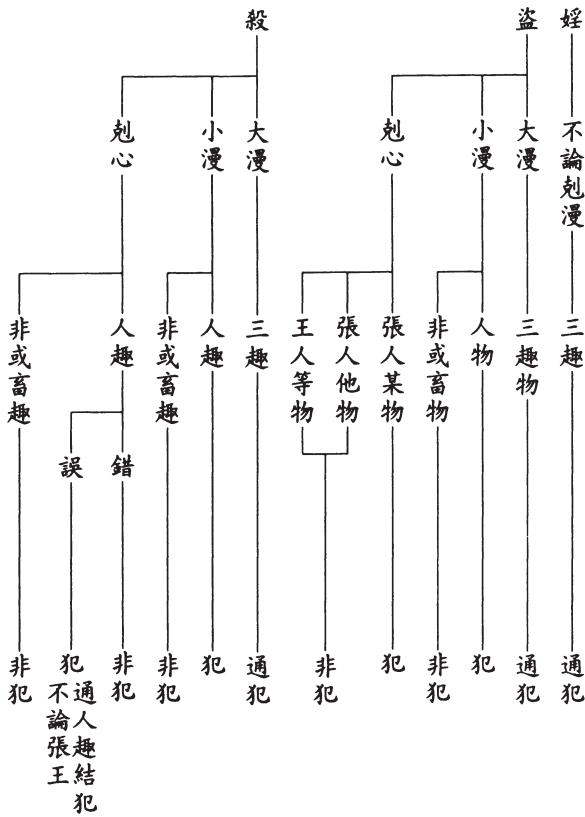 婬
不論剋漫
三趣
通犯
盜
大漫
三趣物
通犯
小漫
人物
犯
非或畜物
非犯
剋心
張人某物
犯
張人他物
王人等物
非犯
殺
大漫
三趣
通犯
小漫
人趣
犯
非或畜趣
非犯
剋心
人趣
錯
非犯
誤
犯
通人趣結犯
不論張王
非或畜趣
非犯